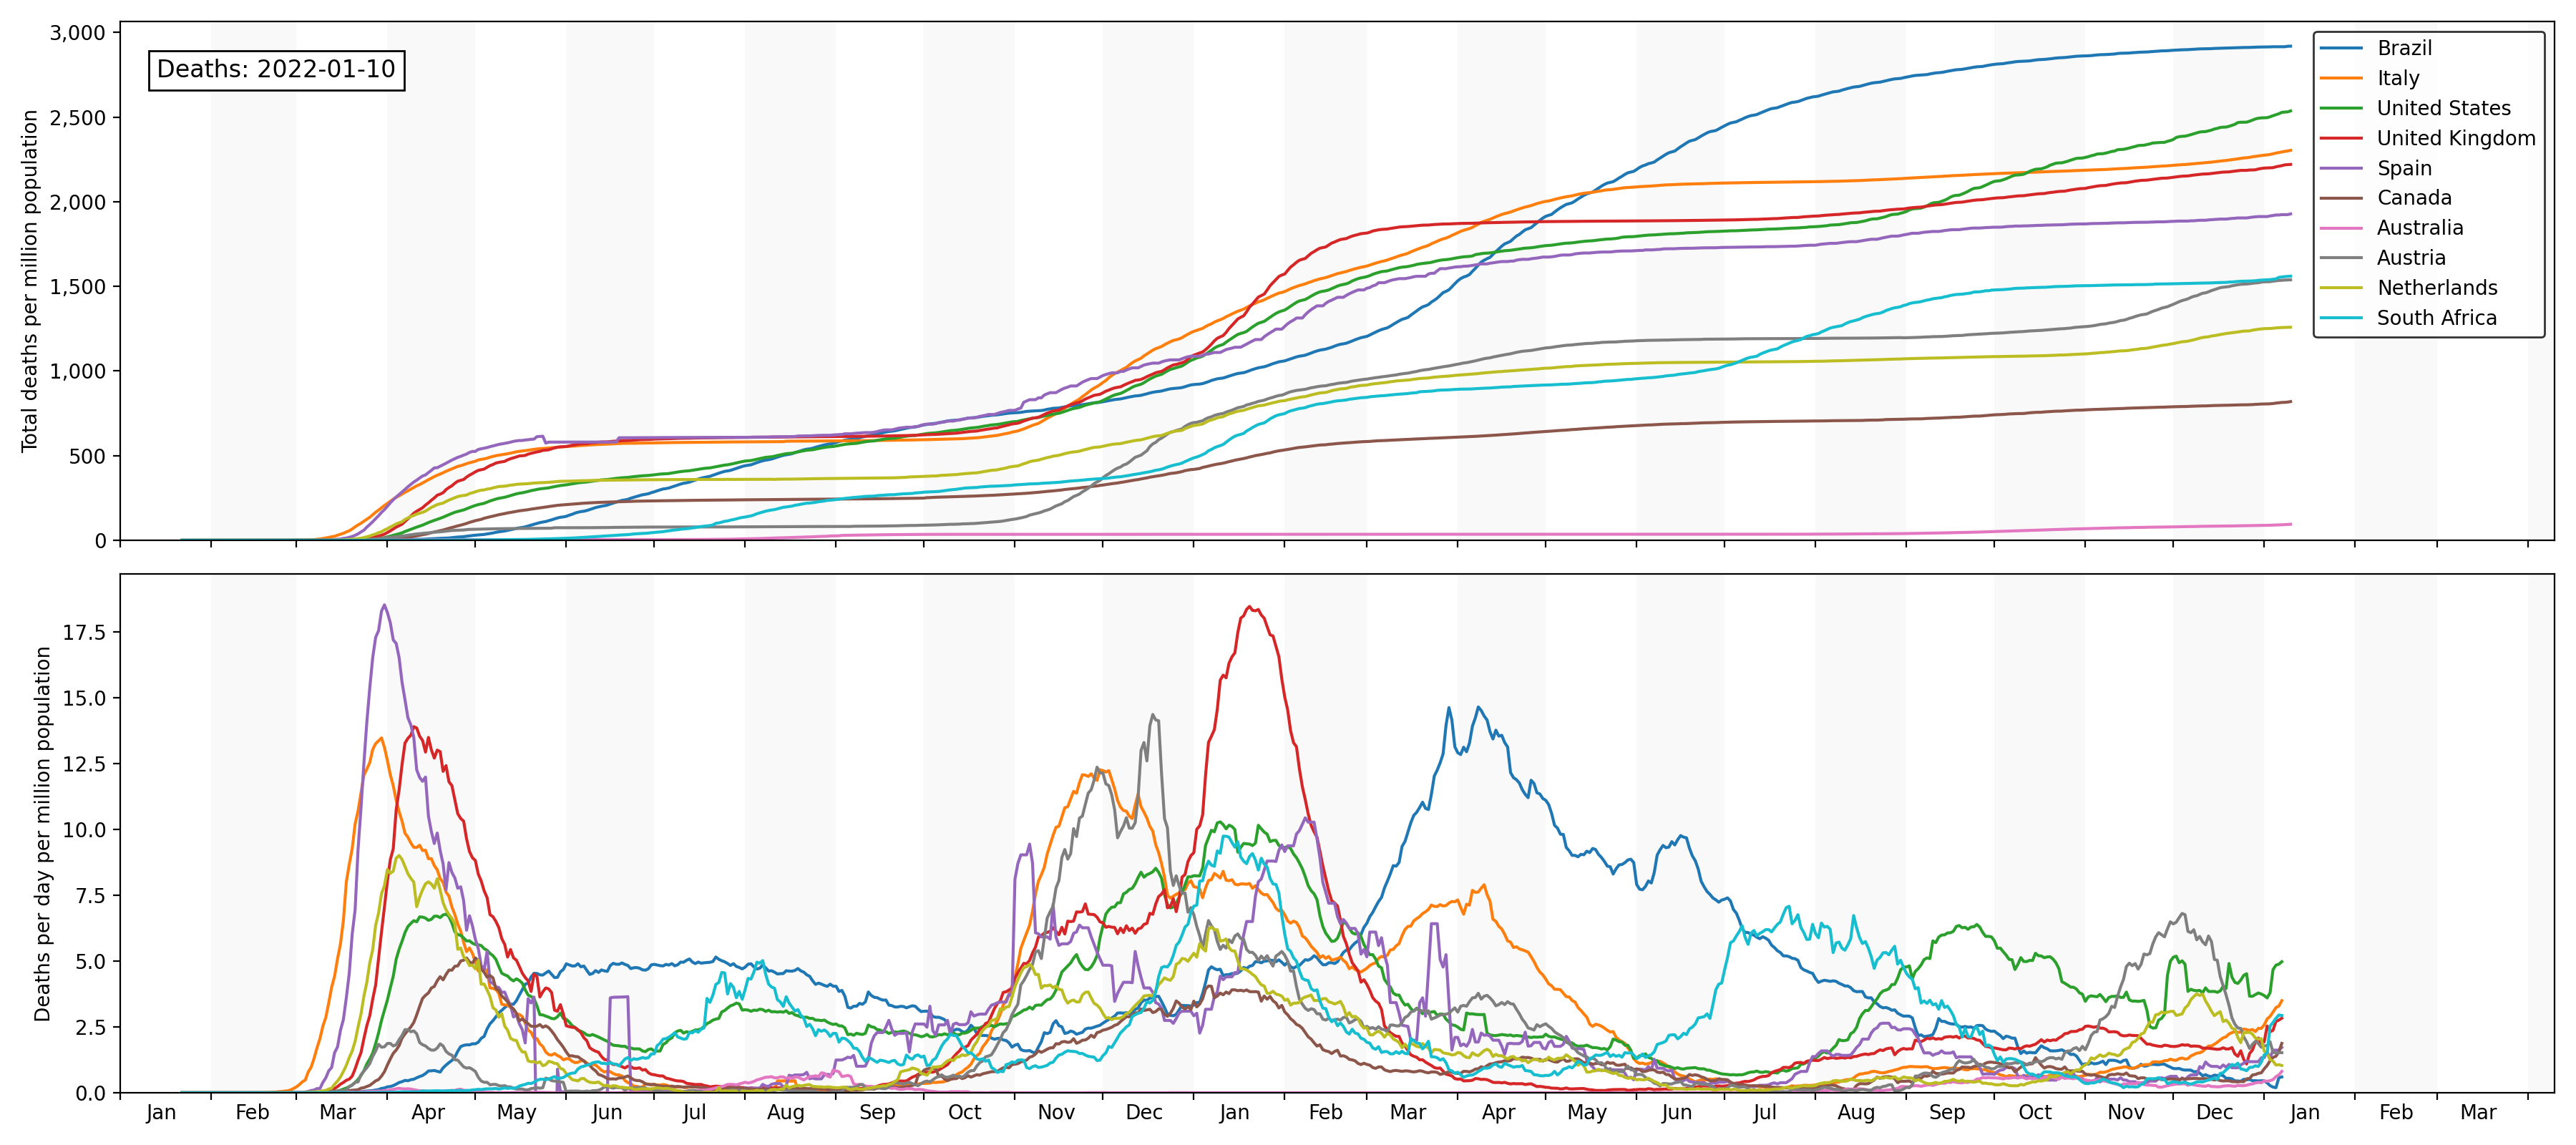 Total deaths per million population
3,000
2,500
2,000
1,500
1,000
500
0
Deaths: 2022-01-10
Brazil
Italy
United States
United Kingdom
Spain
Canada
Australia
Austria
Netherlands
South Africa
Deaths per day per million population
17.5
15.0
12.5
10.0
7.5
5.0
2.5
0.0
Jan Feb Mar Apr May Jun Jul Aug Sep Oct Nov Dec Jan Feb Mar Apr May Jun Jul Aug Sep Oct Nov Dec Jan Feb Mar